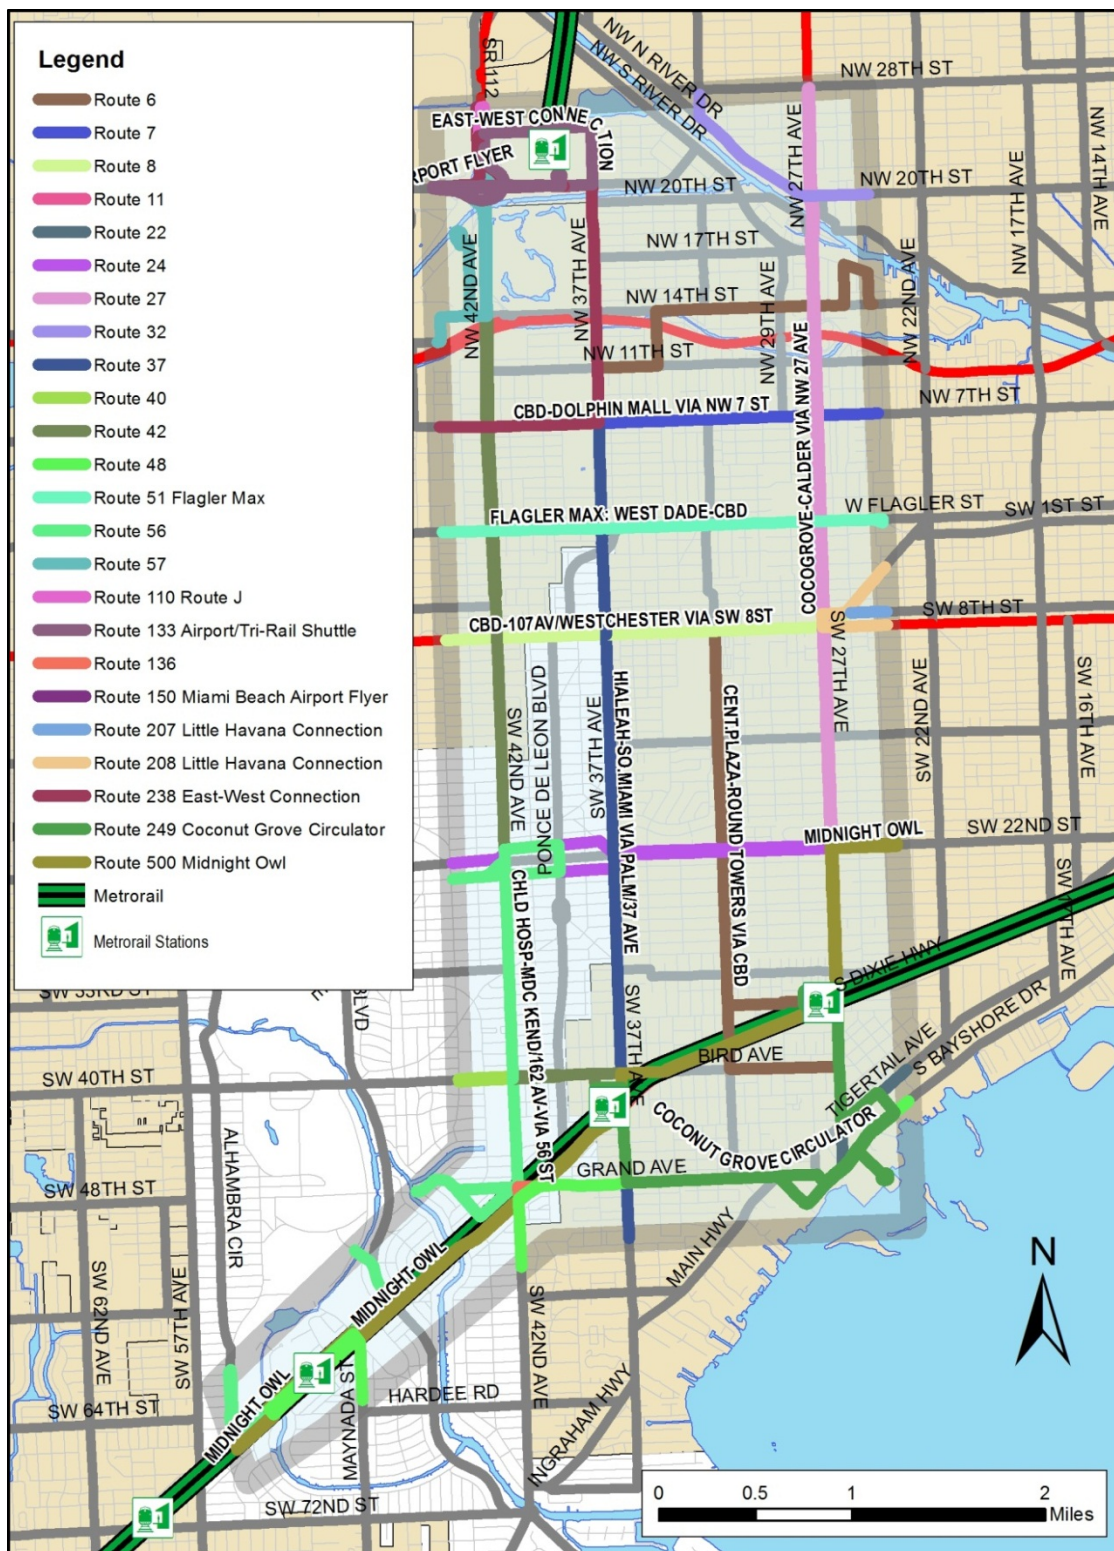 Legend
Route 6
Route 7
Route 8
Route 11
Route 22
Route 24
Route 27
Route 32
Route 37
Route 40
Route 42
Route 48
Route 51 Flagler Max
Route 56
Route 57
Route 110 Route J
Route 133 Airport/Tri-Rail Shuttle
Route 136
Route 150 Miami Beach Airport Flyer
Route 207 Little Havana Connection
Route 208 Little Havana Connection
Route 238 East-West Connection
Route 249 Coconut Grove Circulator
Route 500 Midnight Owl
Metrorail
Metrorail Stations
SR 112
NW N RIVER DR
NW S RIVER DR
NW 28TH ST
EAST-WEST CONNECTION
RPORT FLYER
NW 27TH AVE
NW 14TH AVE
NW 17TH AVE
NW 20TH ST
NW 20TH ST
NW 17TH ST
NW 42ND AVE
NW 37TH AVE
NW 29TH AVE
NW 22ND AVE
NW 14TH ST
NW 11TH ST
CBD-DOLPHIN MALL VIA NW 7 ST
NW 7TH ST
COCOGROVE-CALDER VIA NW 27 AVE
FLAGLER MAX: WEST DADE-CBD
W FLAGLER ST
SW 1ST ST
CBD-107AV/WESTCHESTER VIA SW 8ST
SW 8TH ST
SW 27TH AVE
SW 22ND AVE
SW 16TH AVE
SW 42ND AVE
PONCE DE LEON BLVD
SW 37TH AVE
HIALEAH-SO.MIAMI VIA PALM/37 AVE
CENT.PLAZA-ROUND TOWERS VIA CBD
MIDNIGHT OWL
SW 22ND ST
SW 17TH AVE
CHLD HOSP-MDC KEND/162 AV-VIA 56 ST
S DIXIE HWY
SW 37TH AVE
BLVD
BIRD AVE
TIGERTAIL AVE
S BAYSHORE DR
SW 40TH ST
COCONUT GROVE CIRCULATOR
GRAND AVE
ALHAMBRA CIR
SW 48TH ST
MAIN HWY
MIDNIGHT OWL
SW 62ND AVE
SW 57TH AVE
SW 42ND AVE
N
MIDNIGHT OWL
MAYNADA ST
HARDEE RD
SW 64TH ST
INGRAHAM HWY
SW 72ND ST
0 0.5 1 2
Miles